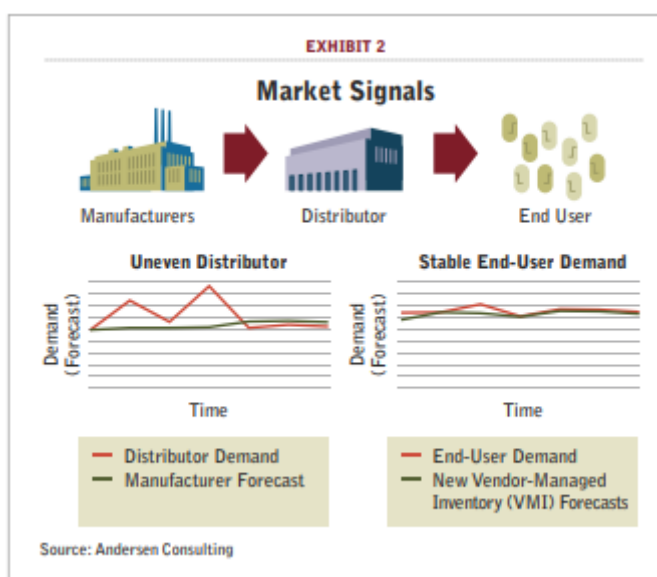 EXHIBIT 2
Market Signals
Manufacturers
Distributor
End User
Uneven Distributor
Demand
(Forecast)
Time
Distributor Demand
Manufacturer Forecast
Stable End-User Demand
Demand
(Forecast)
Time
End-User Demand
New Vendor-Managed
Inventory (VMI) Forecasts
Source: Andersen Consulting